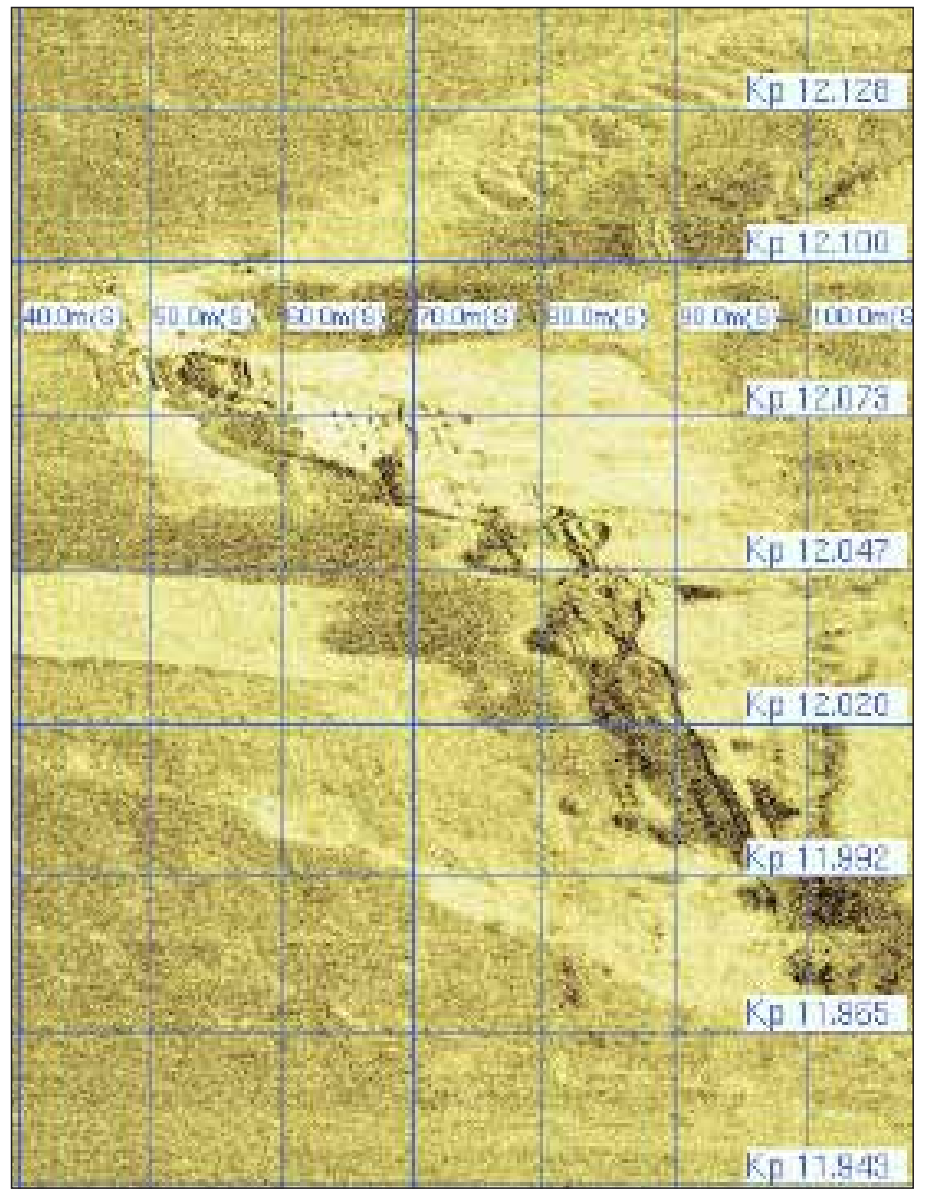 Kp 12.128
Kp 12.100
40.0m(S) 50.0m(S) 60.0m(S) 70.0m(S) 80.0m(S) 90.0m(S) 100.0m(S
Kp 12.073
Kp 12.047
Kp 12.020
Kp 11.992
Kp 11.965
Kp 11.943